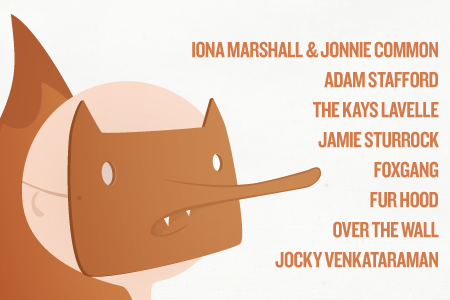 IONA MARSHALL & JONNIE COMMON
ADAM STAFFORD
THE KAYS LAVELLE
JAMIE STURROCK
FOXGANG
FUR HOOD
OVER THE WALL
JOCKY VENKATARAMAN